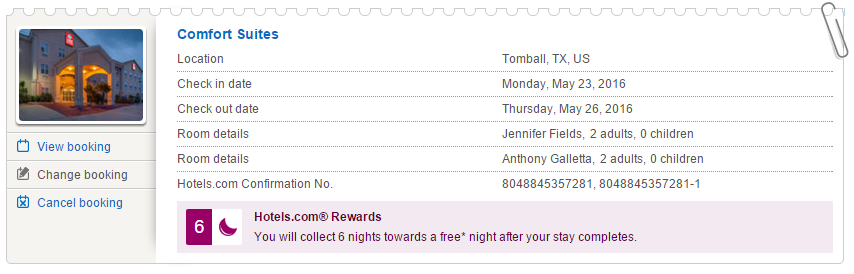 Comfort Suites
Location Tomball, TX, US
Check in date Monday, May 23, 2016
Check out date Thursday, May 26, 2016
Room details Jennifer Fields, 2 adults, 0 children
Room details Anthony Galletta, 2 adults, 0 children
Hotels.com Confirmation No. 8048845357281, 8048845357281-1
View booking
Change booking
Cancel booking
6
Hotels.com® Rewards
You will collect 6 nights towards a free* night after your stay completes.